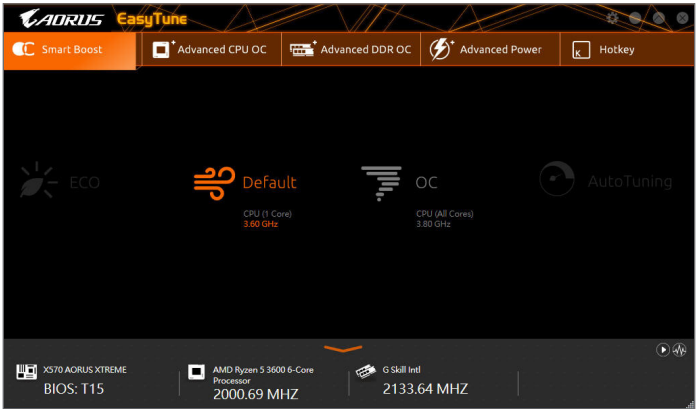 AORUS EasyTune
Smart Boost
Advanced CPU OC
Advanced DDR OC
Advanced Power
K Hotkey
ECO
Default
OC
AutoTuning
CPU (1 Core)
3.60 GHz
CPU (All Cores)
3.80 GHz
X570 AORUS XTREME
BIOS: T15
AMD Ryzen 5 3600 6-Core
Processor
2000.69 MHZ
G Skill Intl
2133.64 MHZ